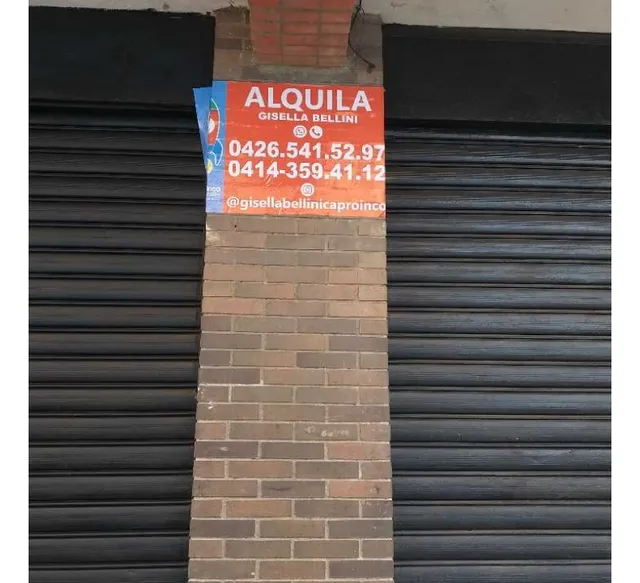 ALQUILA
GISELLA BELLINI
0426.541.52.97
0414-359.41.12
@gisellabellinicaproinco